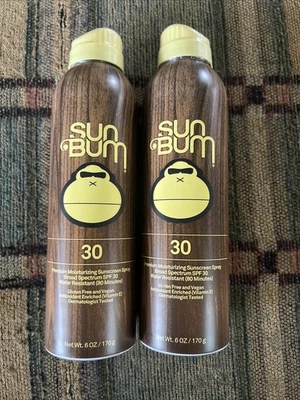 SUN
BUM
30
Premium Moisturizing Sunscreen Spray
Broad Spectrum SPF 30
Water Resistant (80 Minutes)
Gluten Free and Vegan
Antioxidant Enriched (Vitamin E)
Dermatologist Tested
Net Wt. 6 OZ / 170 g
SUN
BUM
30
Premium Moisturizing Sunscreen Spray
Broad Spectrum SPF 30
Water Resistant (80 Minutes)
Gluten Free and Vegan
Antioxidant Enriched (Vitamin E)
Dermatologist Tested
Net Wt. 6 OZ / 170 g